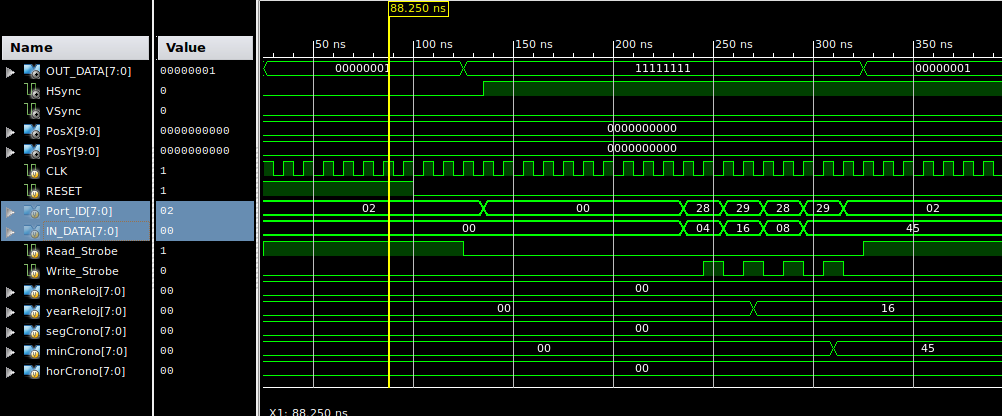 88.250 ns
Name Value 50 ns 100 ns 150 ns 200 ns 250 ns 300 ns 350 ns
OUT_DATA[7:0] 00000001 00000001 11111111 00000001
HSync 0
VSync 0
PosX[9:0] 0000000000 0000000000
PosY[9:0] 0000000000 0000000000
CLK 1
RESET 1
Port_ID[7:0] 02 02 00 28 29 28 29 02
IN_DATA[7:0] 00 00 04 16 08 45
Read_Strobe 1
Write_Strobe 0
monReloj[7:0] 00 00
yearReloj[7:0] 00 00 16
segCrono[7:0] 00 00
minCrono[7:0] 00 00 45
horCrono[7:0] 00 00
X1: 88.250 ns